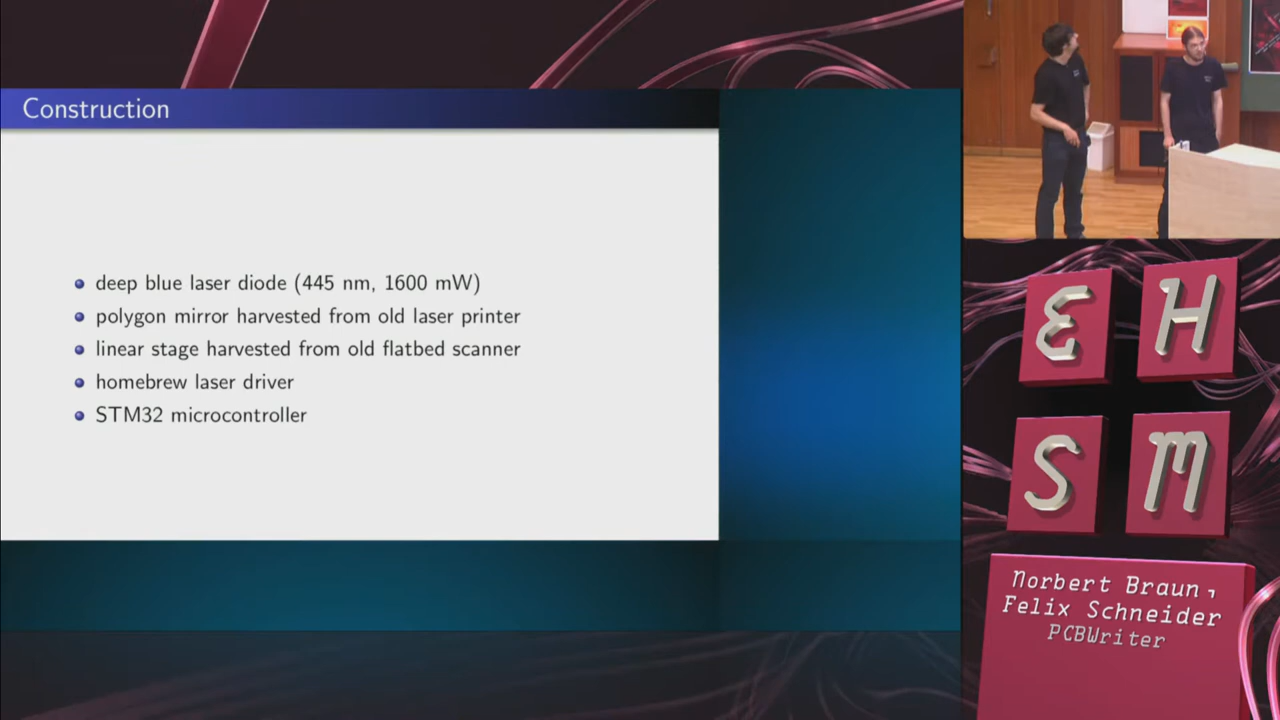 Construction
deep blue laser diode (445 nm, 1600 mW)
polygon mirror harvested from old laser printer
linear stage harvested from old flatbed scanner
homebrew laser driver
STM32 microcontroller
E H
S M
Norbert Braun,
Felix Schneider
PCBWriter